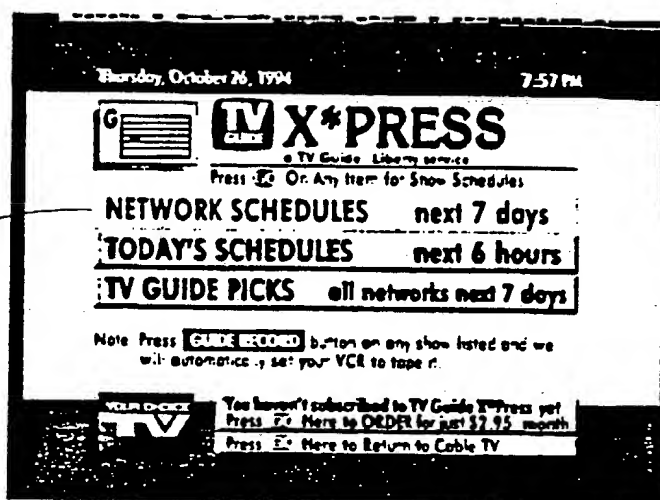 Thursday, October 26, 1994 7:57 PM
G TV GUIDE X*PRESS
a TV Guide Liberty service
Press On Any Item for Show Schedules
NETWORK SCHEDULES next 7 days
TODAY'S SCHEDULES next 6 hours
TV GUIDE PICKS all networks next 7 days
Note Press GUIDE RECORD button on any show listed and we
will automatically set your VCR to tape it.
YOUR CHOICE TV
You haven't subscribed to TV Guide X*Press yet
Press Here to ORDER for just $2.95 month
Press Here to Return to Cable TV